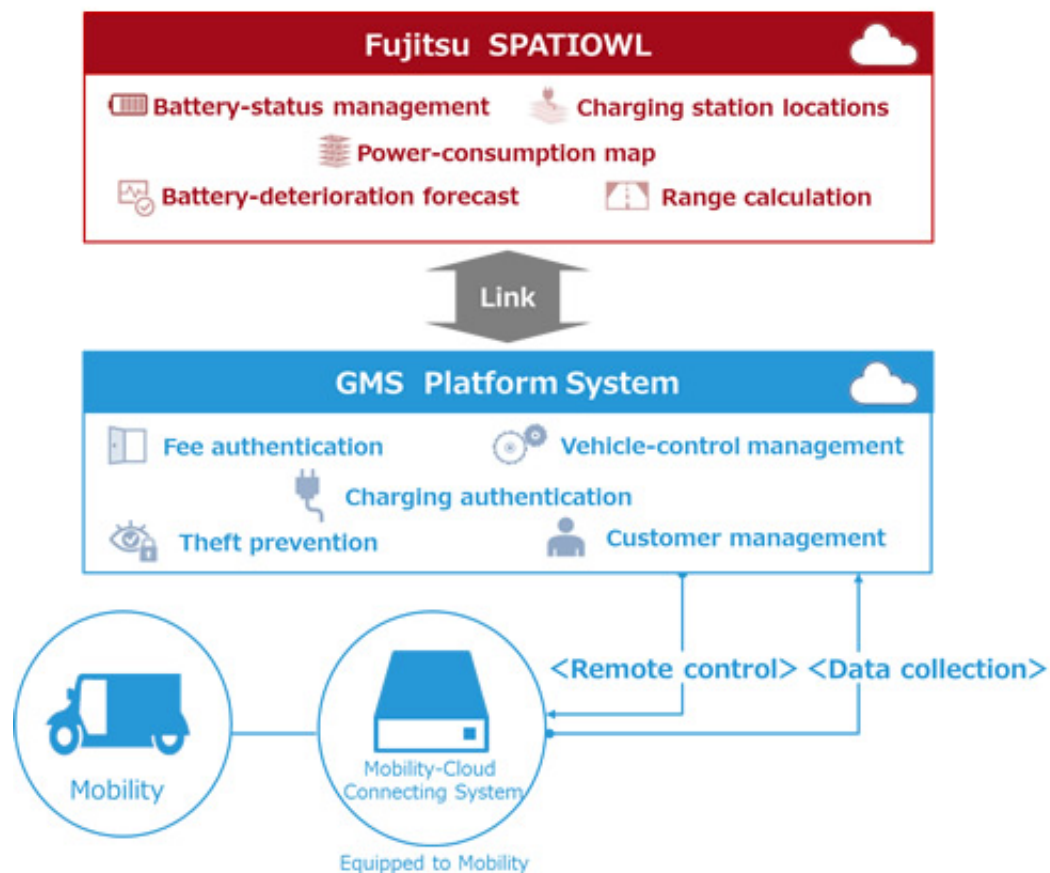 Fujitsu SPATIOWL
Battery-status management
Charging station locations
Power-consumption map
Battery-deterioration forecast
Range calculation
Link
GMS Platform System
Fee authentication
Vehicle-control management
Charging authentication
Theft prevention
Customer management
<Remote control>
<Data collection>
Mobility
Mobility-Cloud
Connecting System
Equipped to Mobility